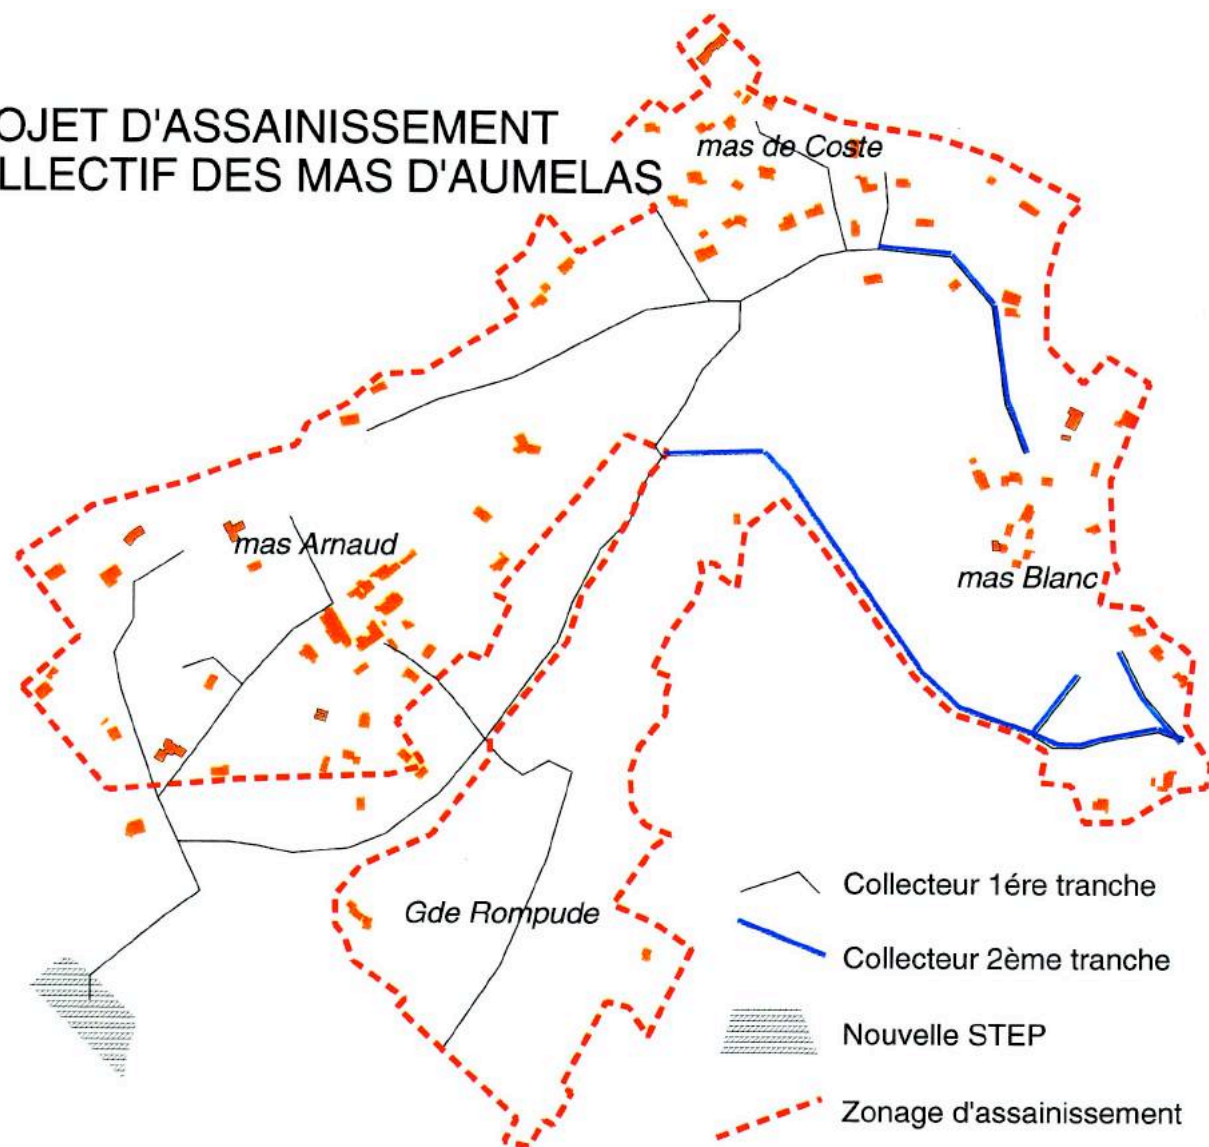 OJET D'ASSAINISSEMENT
LLECTIF DES MAS D'AUMELAS
mas de Coste
mas Arnaud
mas Blanc
Gde Rompude
Collecteur 1ére tranche
Collecteur 2ème tranche
Nouvelle STEP
Zonage d'assainissement